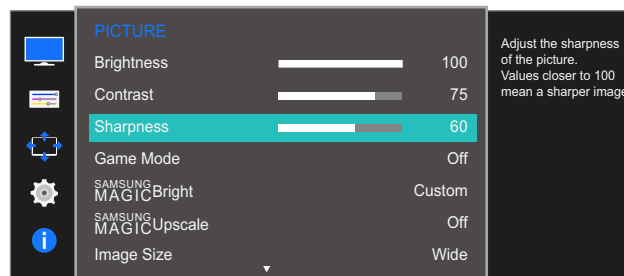 PICTURE
Brightness 100
Contrast 75
Sharpness 60
Game Mode Off
SAMSUNG MAGIC Bright Custom
SAMSUNG MAGIC Upscale Off
Image Size Wide
Adjust the sharpness
of the picture.
Values closer to 100
mean a sharper image